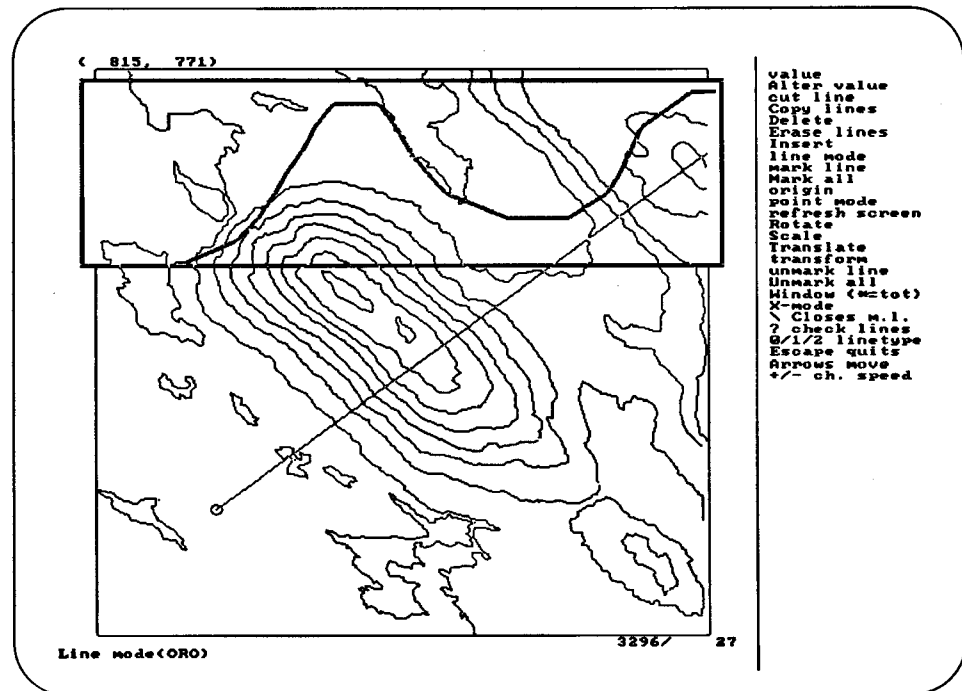 ( 815, 771)
value
Alter value
cut line
Copy lines
Delete
Erase lines
Insert
line mode
mark line
Mark all
origin
point mode
refresh screen
Rotate
Scale
Translate
transform
unmark line
Unmark all
Window (*=tot)
X-mode
\ Closes m.l.
? check lines
0/1/2 linetype
Escape quits
Arrows move
+/- ch. speed
3296/ 27
Line mode(ORO)